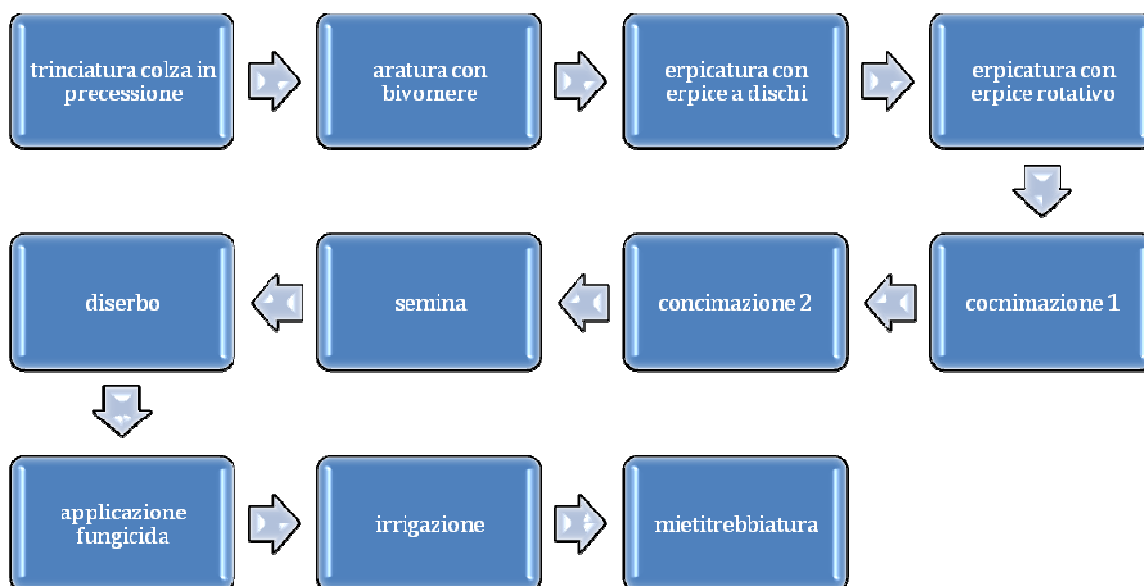 trinciatura colza in
precessione
aratura con
bivomere
erpicatura con
erpice a dischi
erpicatura con
erpice rotativo
cocnimazione 1
concimazione 2
semina
diserbo
applicazione
fungicida
irrigazione
mietitrebbiatura